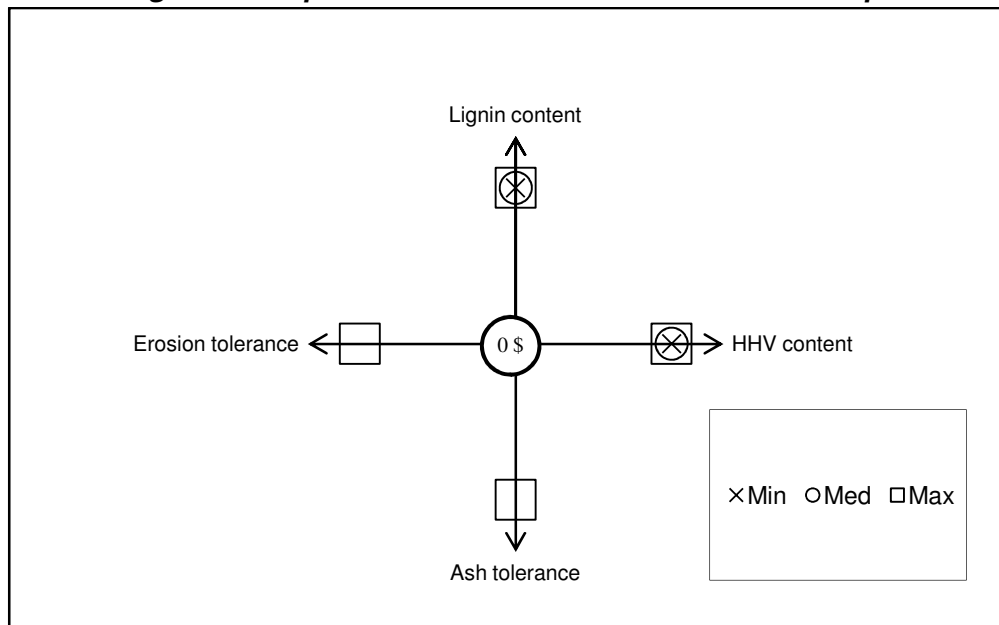 Lignin content
Erosion tolerance
0 $
HHV content
Min Med Max
Ash tolerance